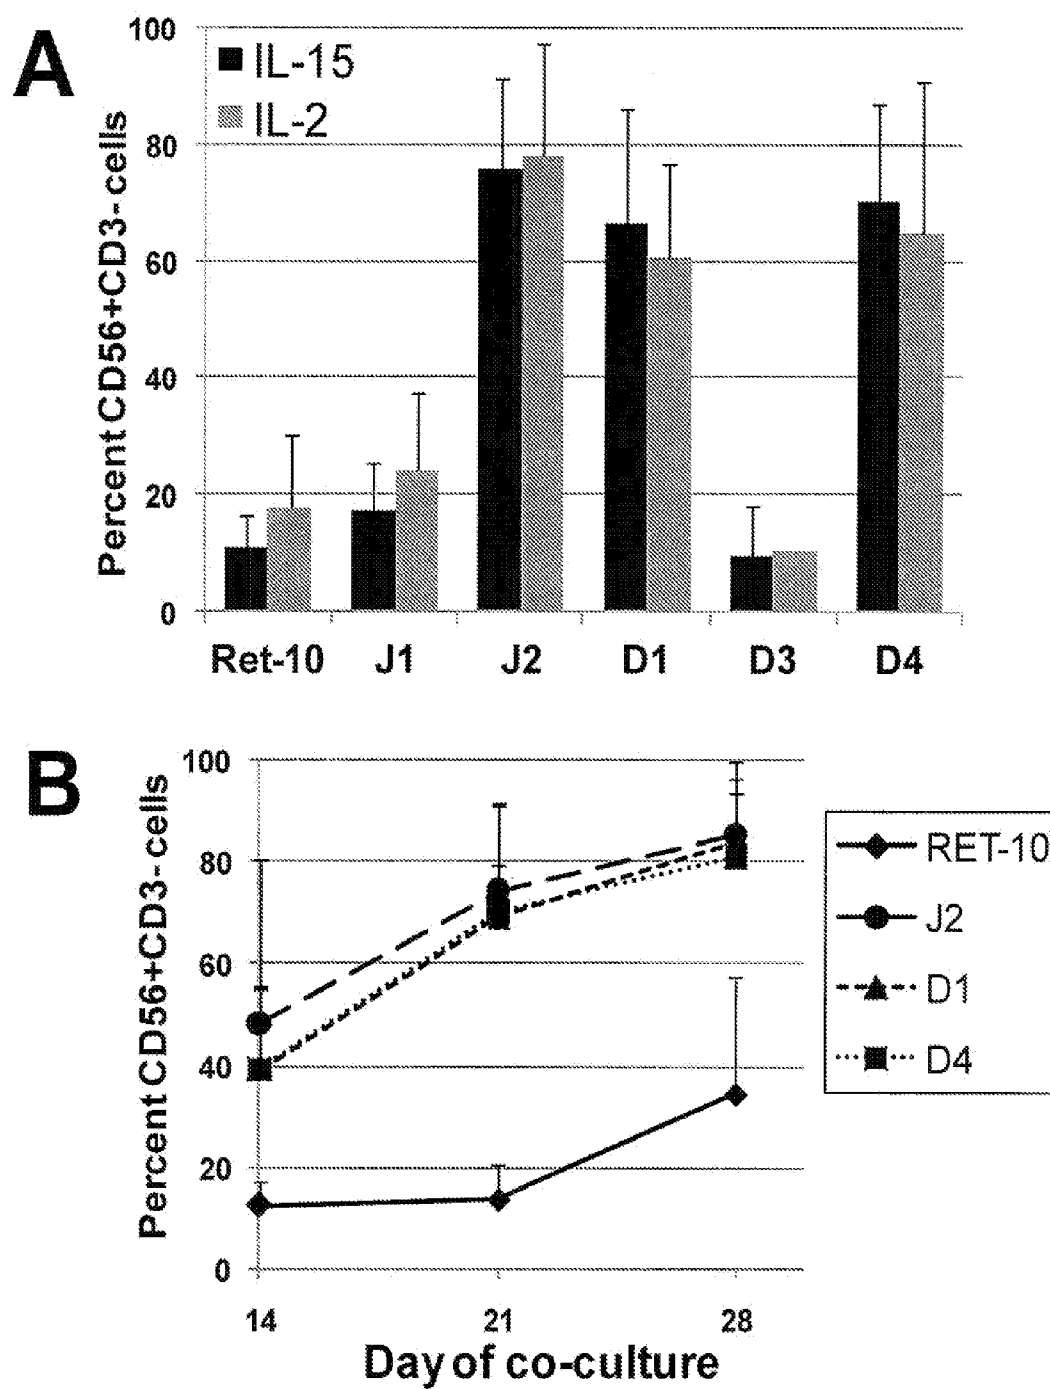 A
Percent CD56+CD3- cells
100
80
60
40
20
0
IL-15
IL-2
Ret-10 J1 J2 D1 D3 D4
B
Percent CD56+CD3- cells
100
80
60
40
20
0
14 21 28
Day of co-culture
RET-10
J2
D1
D4